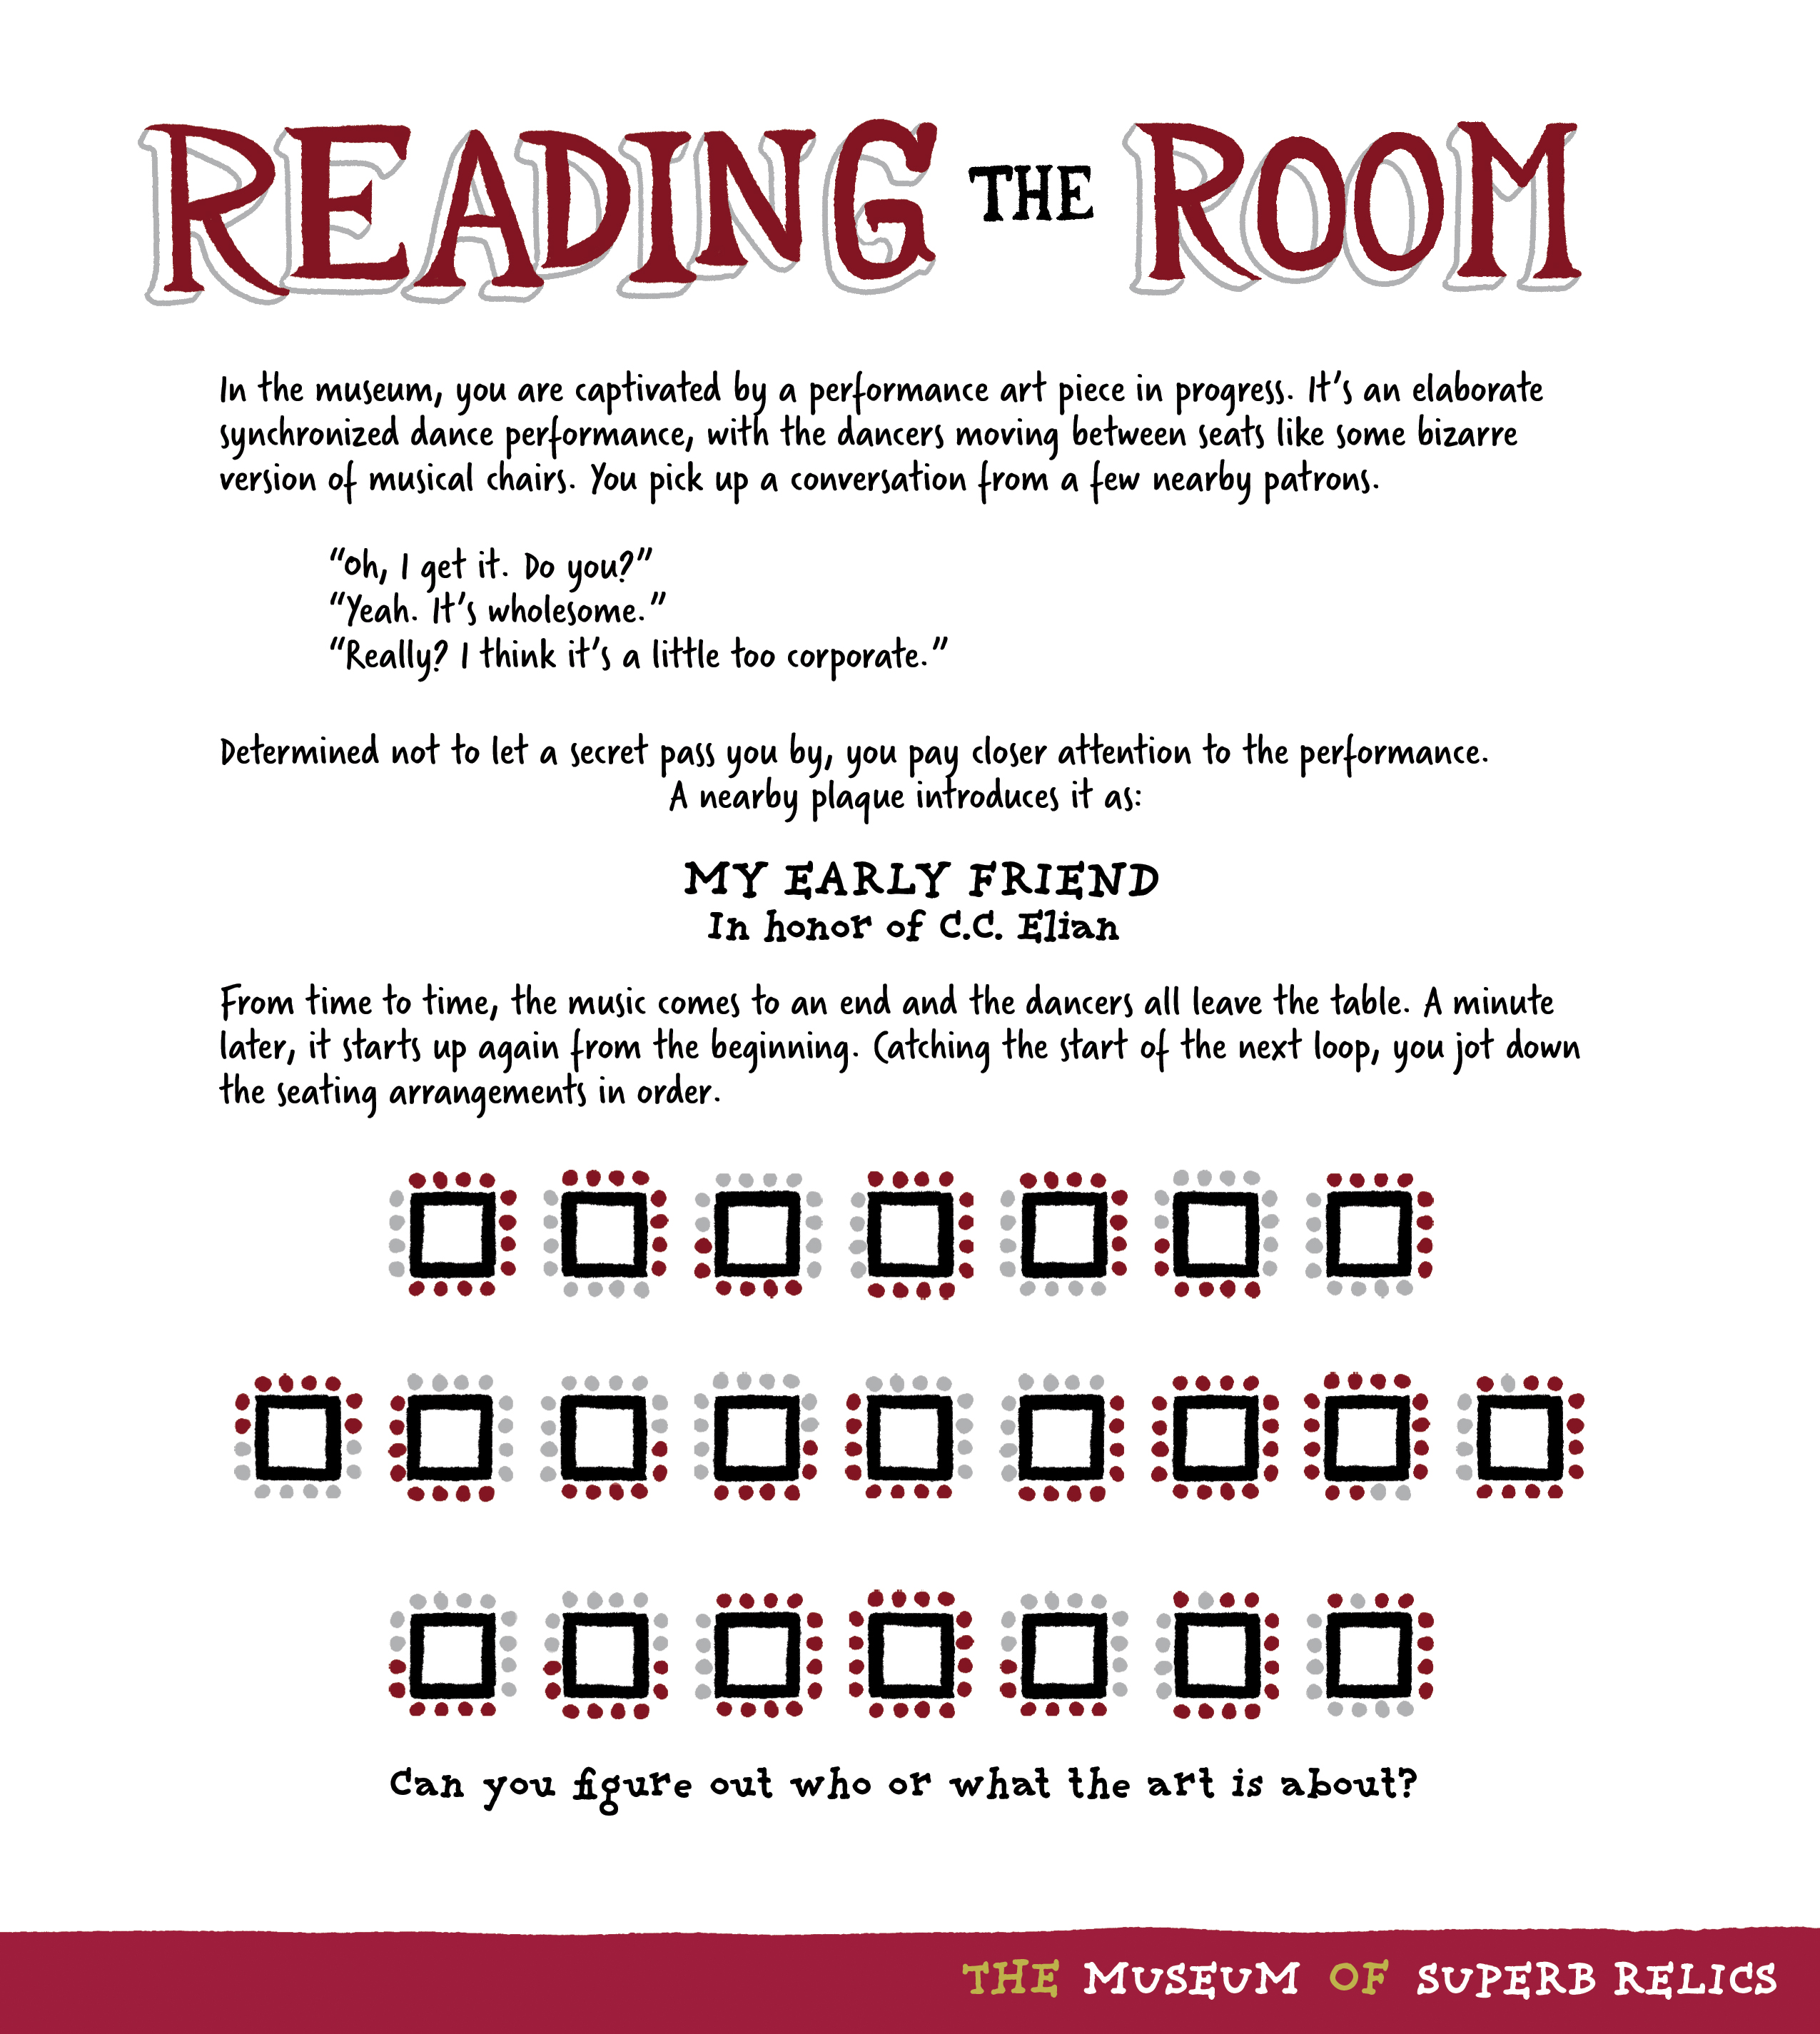 READING THE ROOM
In the museum, you are captivated by a performance art piece in progress. It's an elaborate
synchronized dance performance, with the dancers moving between seats like some bizarre
version of musical chairs. You pick up a conversation from a few nearby patrons.
“Oh, I get it. Do you?”
“Yeah. It's wholesome.”
“Really? I think it's a little too corporate.”
Determined not to let a secret pass you by, you pay closer attention to the performance.
A nearby plaque introduces it as:
MY EARLY FRIEND
In honor of C.C. Elian
From time to time, the music comes to an end and the dancers all leave the table. A minute
later, it starts up again from the beginning. Catching the start of the next loop, you jot down
the seating arrangements in order.
Can you figure out who or what the art is about?
THE MUSEUM OF SUPERB RELICS